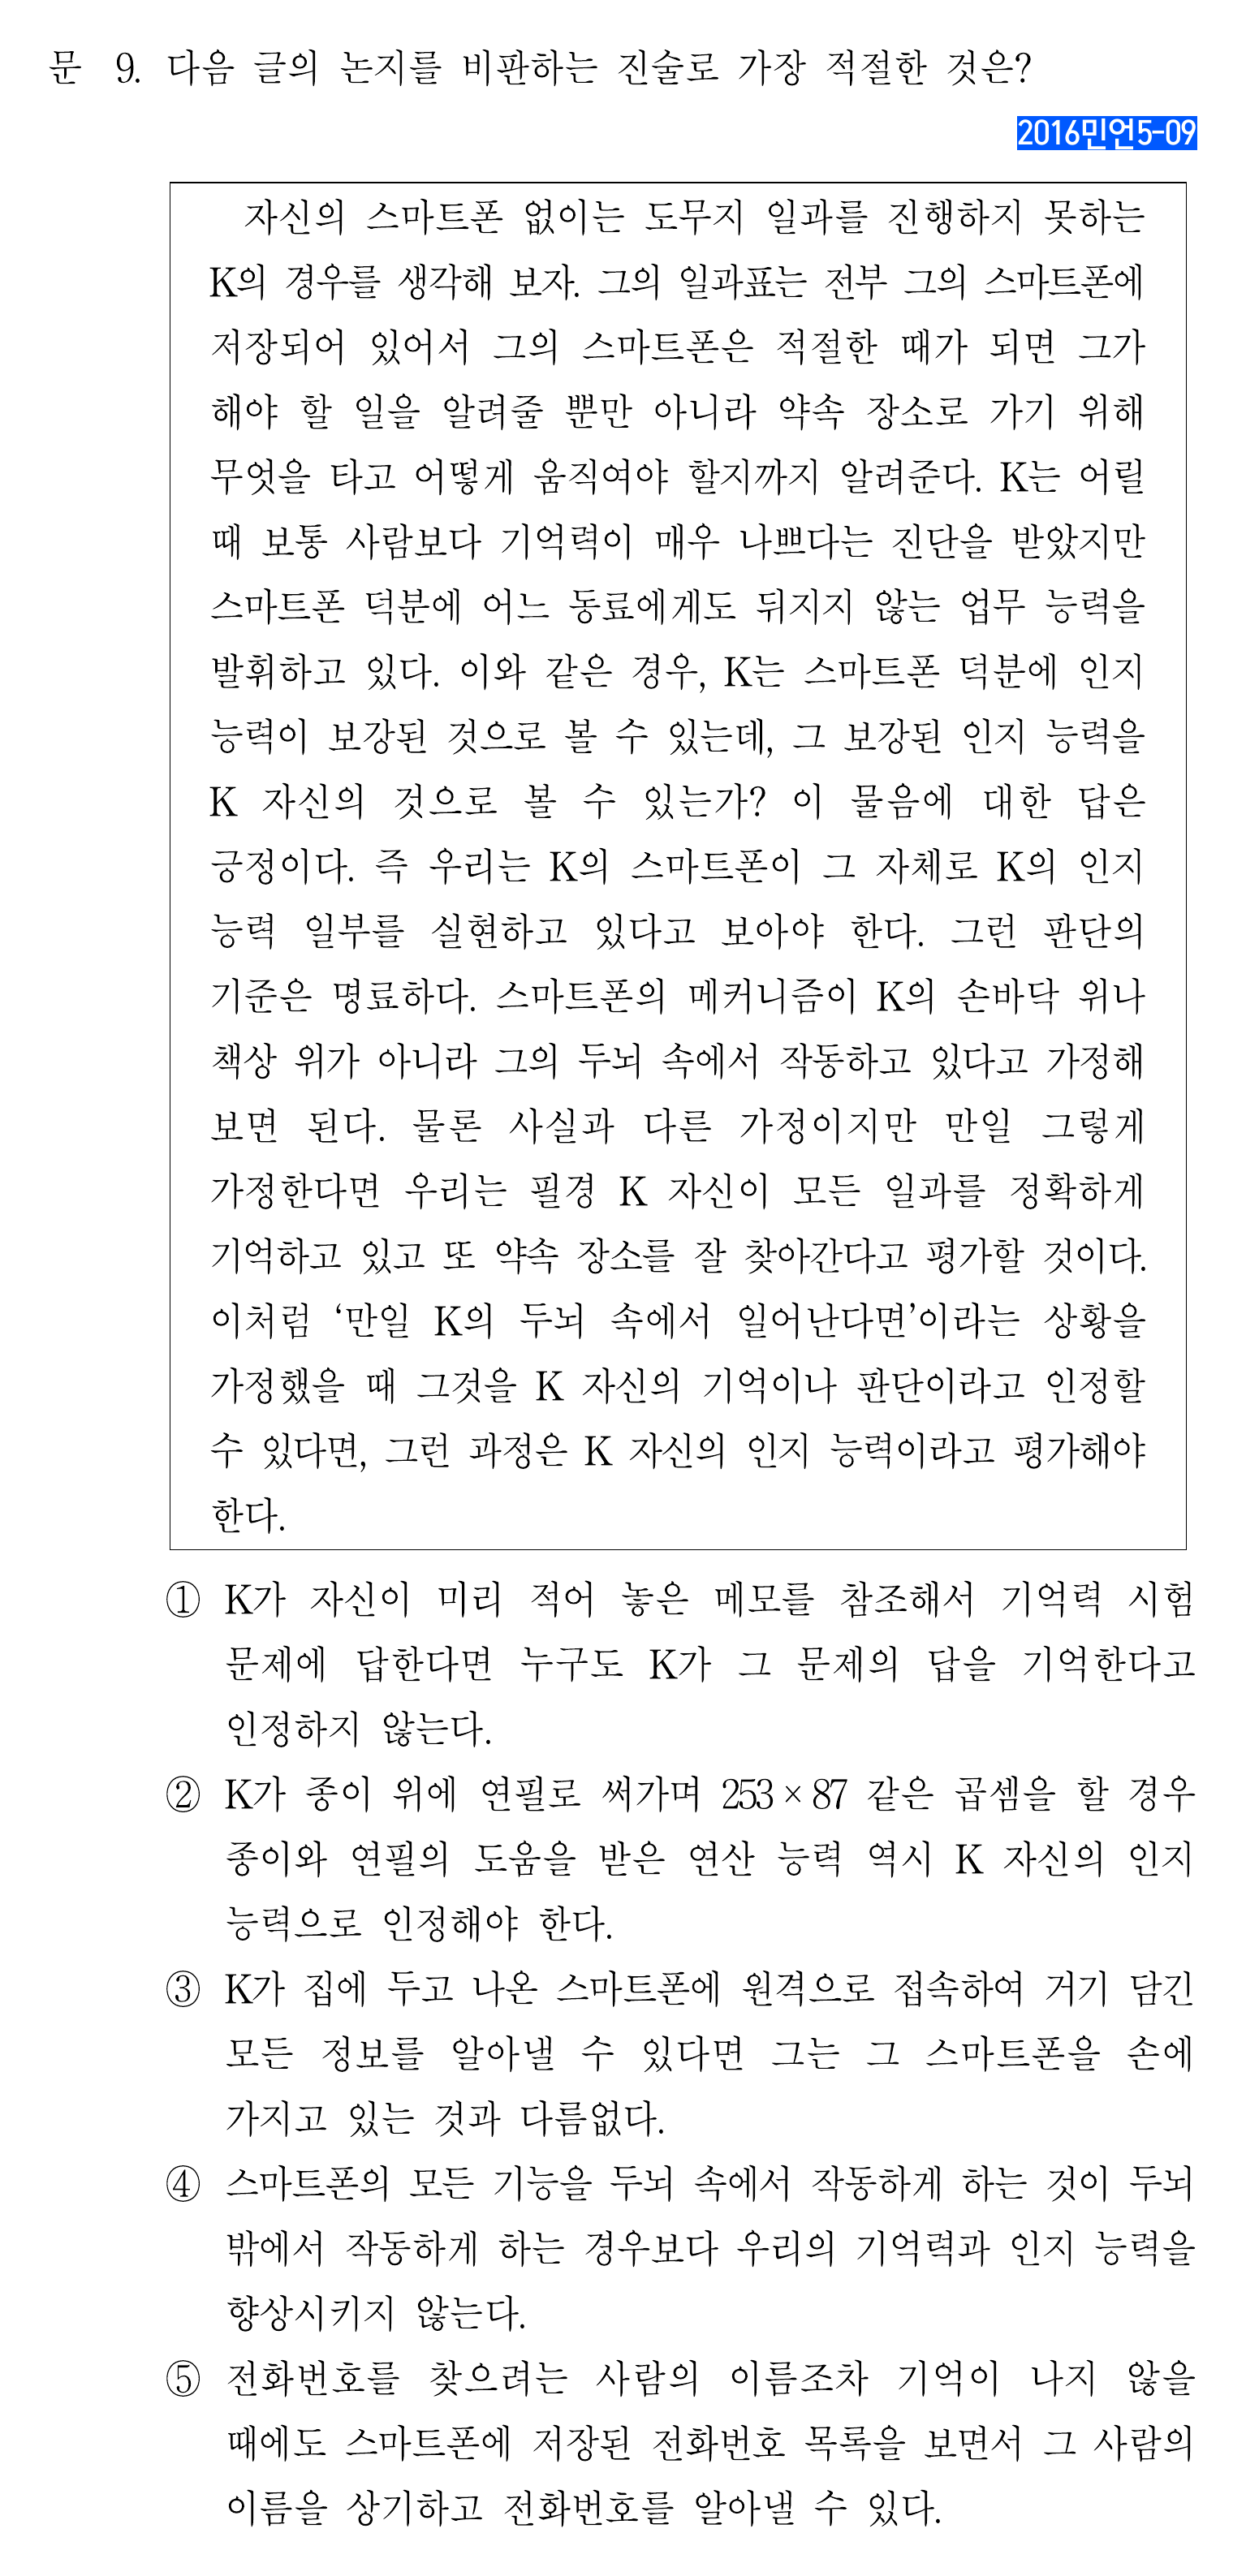 문 9. 다음 글의 논지를 비판하는 진술로 가장 적절한 것은?
2016민언5-09
자신의 스마트폰 없이는 도무지 일과를 진행하지 못하는
K의 경우를 생각해 보자. 그의 일과표는 전부 그의 스마트폰에
저장되어 있어서 그의 스마트폰은 적절한 때가 되면 그가
해야 할 일을 알려줄 뿐만 아니라 약속 장소로 가기 위해
무엇을 타고 어떻게 움직여야 할지까지 알려준다. K는 어릴
때 보통 사람보다 기억력이 매우 나쁘다는 진단을 받았지만
스마트폰 덕분에 어느 동료에게도 뒤지지 않는 업무 능력을
발휘하고 있다. 이와 같은 경우, K는 스마트폰 덕분에 인지
능력이 보강된 것으로 볼 수 있는데, 그 보강된 인지 능력을
K 자신의 것으로 볼 수 있는가? 이 물음에 대한 답은
긍정이다. 즉 우리는 K의 스마트폰이 그 자체로 K의 인지
능력 일부를 실현하고 있다고 보아야 한다. 그런 판단의
기준은 명료하다. 스마트폰의 메커니즘이 K의 손바닥 위나
책상 위가 아니라 그의 두뇌 속에서 작동하고 있다고 가정해
보면 된다. 물론 사실과 다른 가정이지만 만일 그렇게
가정한다면 우리는 필경 K 자신이 모든 일과를 정확하게
기억하고 있고 또 약속 장소를 잘 찾아간다고 평가할 것이다.
이처럼 ‘만일 K의 두뇌 속에서 일어난다면’이라는 상황을
가정했을 때 그것을 K 자신의 기억이나 판단이라고 인정할
수 있다면, 그런 과정은 K 자신의 인지 능력이라고 평가해야
한다.
① K가 자신이 미리 적어 놓은 메모를 참조해서 기억력 시험
문제에 답한다면 누구도 K가 그 문제의 답을 기억한다고
인정하지 않는다.
② K가 종이 위에 연필로 써가며 253×87 같은 곱셈을 할 경우
종이와 연필의 도움을 받은 연산 능력 역시 K 자신의 인지
능력으로 인정해야 한다.
③ K가 집에 두고 나온 스마트폰에 원격으로 접속하여 거기 담긴
모든 정보를 알아낼 수 있다면 그는 그 스마트폰을 손에
가지고 있는 것과 다름없다.
④ 스마트폰의 모든 기능을 두뇌 속에서 작동하게 하는 것이 두뇌
밖에서 작동하게 하는 경우보다 우리의 기억력과 인지 능력을
향상시키지 않는다.
⑤ 전화번호를 찾으려는 사람의 이름조차 기억이 나지 않을
때에도 스마트폰에 저장된 전화번호 목록을 보면서 그 사람의
이름을 상기하고 전화번호를 알아낼 수 있다.